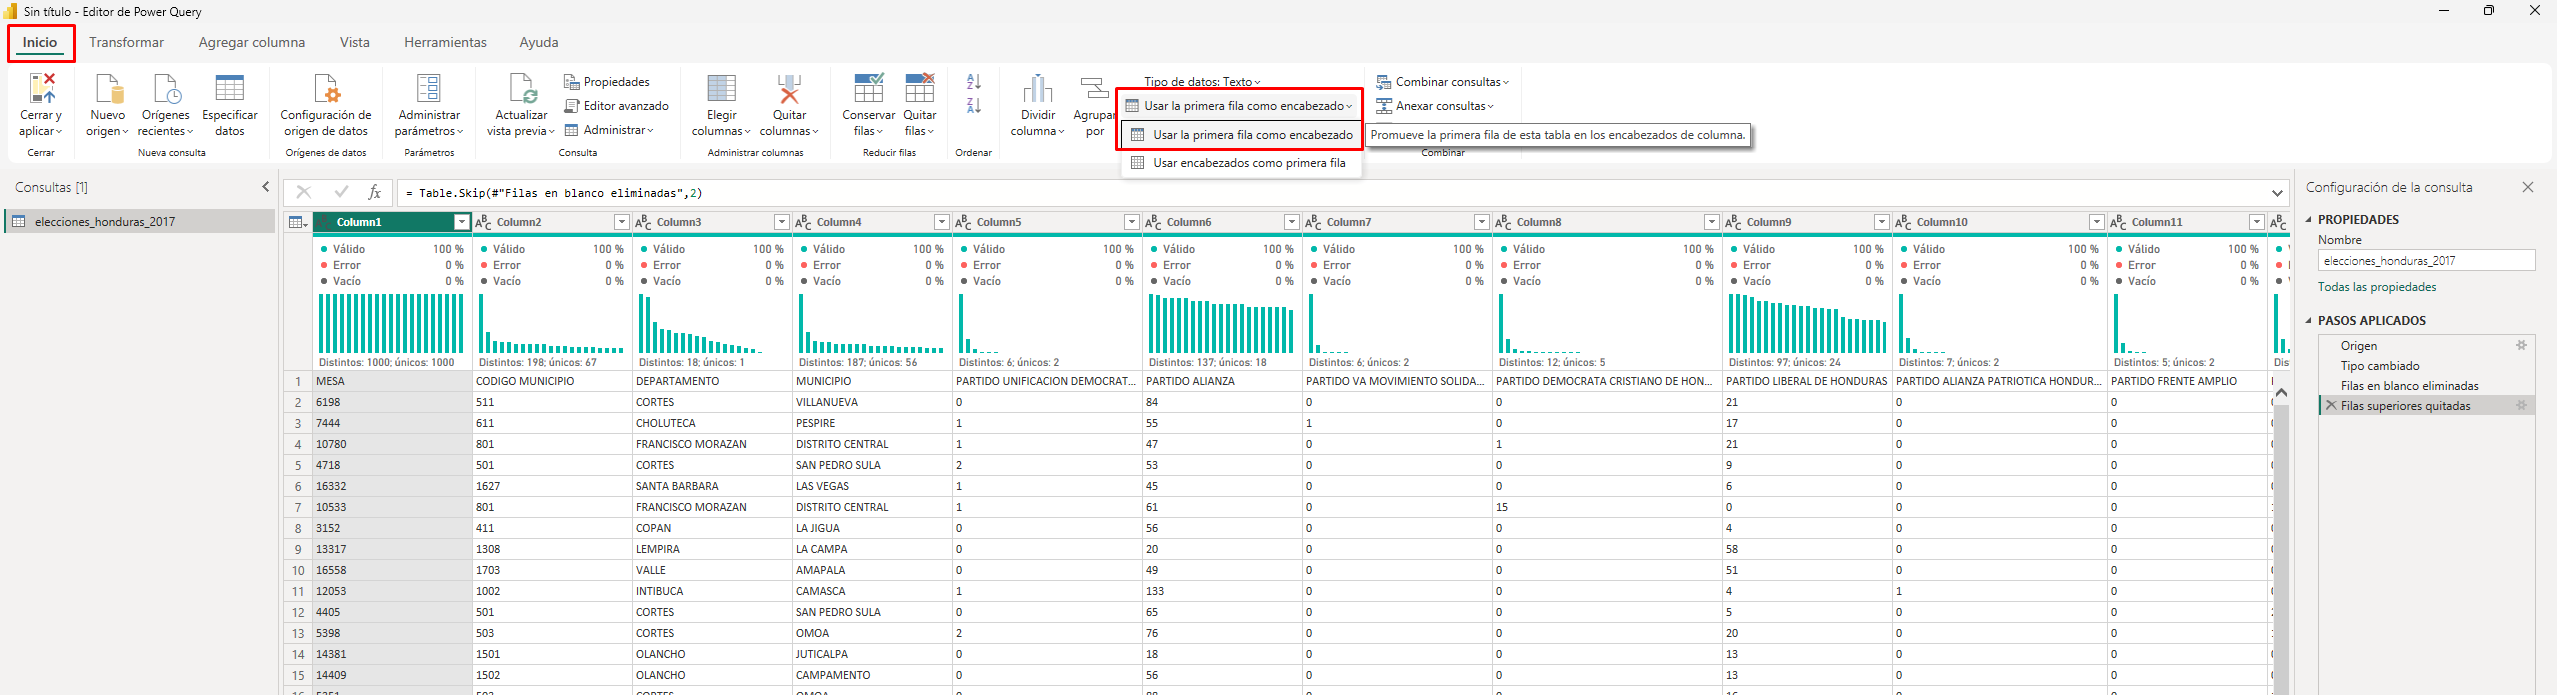 Sin título - Editor de Power Query
Inicio Transformar Agregar columna Vista Herramientas Ayuda
Cerrar y aplicar
Cerrar
Nuevo origen Orígenes recientes Especificar datos
Nueva consulta
Configuración de origen de datos
Orígenes de datos
Administrar parámetros
Parámetros
Actualizar vista previa Propiedades
Editor avanzado
Administrar
Consulta
Elegir columnas Quitar columnas
Administrar columnas
Conservar filas Quitar filas
Reducir filas
Ordenar
Dividir columna Agrupar por
Tipo de datos: Texto
Usar la primera fila como encabezado
Usar la primera fila como encabezado
Usar encabezados como primera fila
Promueve la primera fila de esta tabla en los encabezados de columna.
Combinar consultas
Anexar consultas
Combinar
Consultas [1]
elecciones_honduras_2017
fx = Table.Skip(#"Filas en blanco eliminadas",2)
Column1 Column2 Column3 Column4 Column5 Column6 Column7 Column8 Column9 Column10 Column11
Válido 100 % Válido 100 % Válido 100 % Válido 100 % Válido 100 % Válido 100 % Válido 100 % Válido 100 % Válido 100 % Válido 100 % Válido 100 %
Error 0 % Error 0 % Error 0 % Error 0 % Error 0 % Error 0 % Error 0 % Error 0 % Error 0 % Error 0 % Error 0 %
Vacío 0 % Vacío 0 % Vacío 0 % Vacío 0 % Vacío 0 % Vacío 0 % Vacío 0 % Vacío 0 % Vacío 0 % Vacío 0 % Vacío 0 %
Distintos: 1000; únicos: 1000 Distintos: 198; únicos: 67 Distintos: 18; únicos: 1 Distintos: 187; únicos: 56 Distintos: 6; únicos: 2 Distintos: 137; únicos: 18 Distintos: 6; únicos: 2 Distintos: 12; únicos: 5 Distintos: 97; únicos: 24 Distintos: 7; únicos: 2 Distintos: 5; únicos: 2
1 MESA CODIGO MUNICIPIO DEPARTAMENTO MUNICIPIO PARTIDO UNIFICACION DEMOCRAT... PARTIDO ALIANZA PARTIDO VA MOVIMIENTO SOLIDA... PARTIDO DEMOCRATA CRISTIANO DE HON... PARTIDO LIBERAL DE HONDURAS PARTIDO ALIANZA PATRIOTICA HONDUR... PARTIDO FRENTE AMPLIO
2 6198 511 CORTES VILLANUEVA 0 84 0 0 21 0 0
3 7444 611 CHOLUTECA PESPIRE 1 55 1 0 17 0 0
4 10780 801 FRANCISCO MORAZAN DISTRITO CENTRAL 1 47 0 1 21 0 0
5 4718 501 CORTES SAN PEDRO SULA 2 53 0 0 9 0 0
6 16332 1627 SANTA BARBARA LAS VEGAS 1 45 0 0 6 0 0
7 10533 801 FRANCISCO MORAZAN DISTRITO CENTRAL 1 61 0 15 0 0 0
8 3152 411 COPAN LA JIGUA 0 56 0 0 4 0 0
9 13317 1308 LEMPIRA LA CAMPA 0 20 0 0 58 0 0
10 16558 1703 VALLE AMAPALA 0 49 0 0 51 0 0
11 12053 1002 INTIBUCA CAMASCA 1 133 0 0 4 1 0
12 4405 501 CORTES SAN PEDRO SULA 0 65 0 0 5 0 0
13 5398 503 CORTES OMOA 2 76 0 0 20 0 0
14 14381 1501 OLANCHO JUTICALPA 0 18 0 0 13 0 0
15 14409 1502 OLANCHO CAMPAMENTO 0 56 0 0 13 0 0
Configuración de la consulta
PROPIEDADES
Nombre
elecciones_honduras_2017
Todas las propiedades
PASOS APLICADOS
Origen
Tipo cambiado
Filas en blanco eliminadas
Filas superiores quitadas